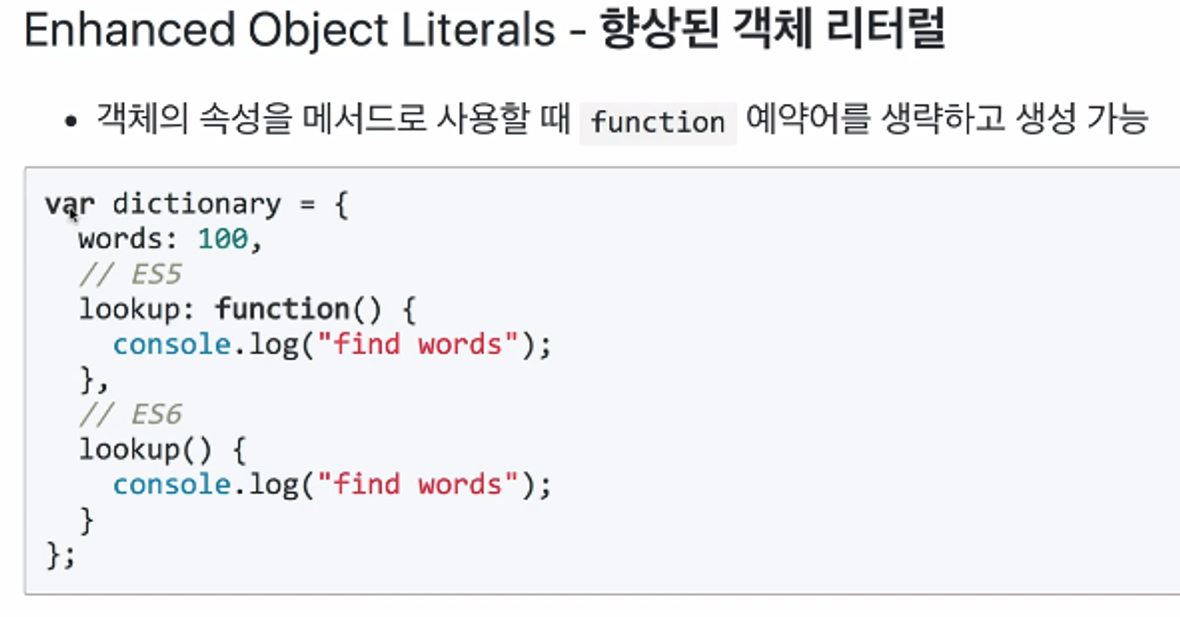 Enhanced Object Literals - 향상된 객체 리터럴
• 객체의 속성을 메서드로 사용할 때 function 예약어를 생략하고 생성 가능
var dictionary = {
  words: 100,
  // ES5
  lookup: function() {
    console.log("find words");
  },
  // ES6
  lookup() {
    console.log("find words");
  }
};